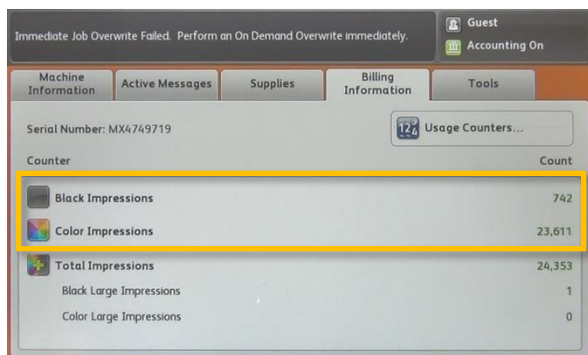 Immediate Job Overwrite Failed. Perform an On Demand Overwrite immediately.
Guest
Accounting On
Machine Information
Active Messages
Supplies
Billing Information
Tools
Serial Number: MX4749719
Usage Counters...
Counter Count
Black Impressions 742
Color Impressions 23,611
Total Impressions 24,353
Black Large Impressions 1
Color Large Impressions 0